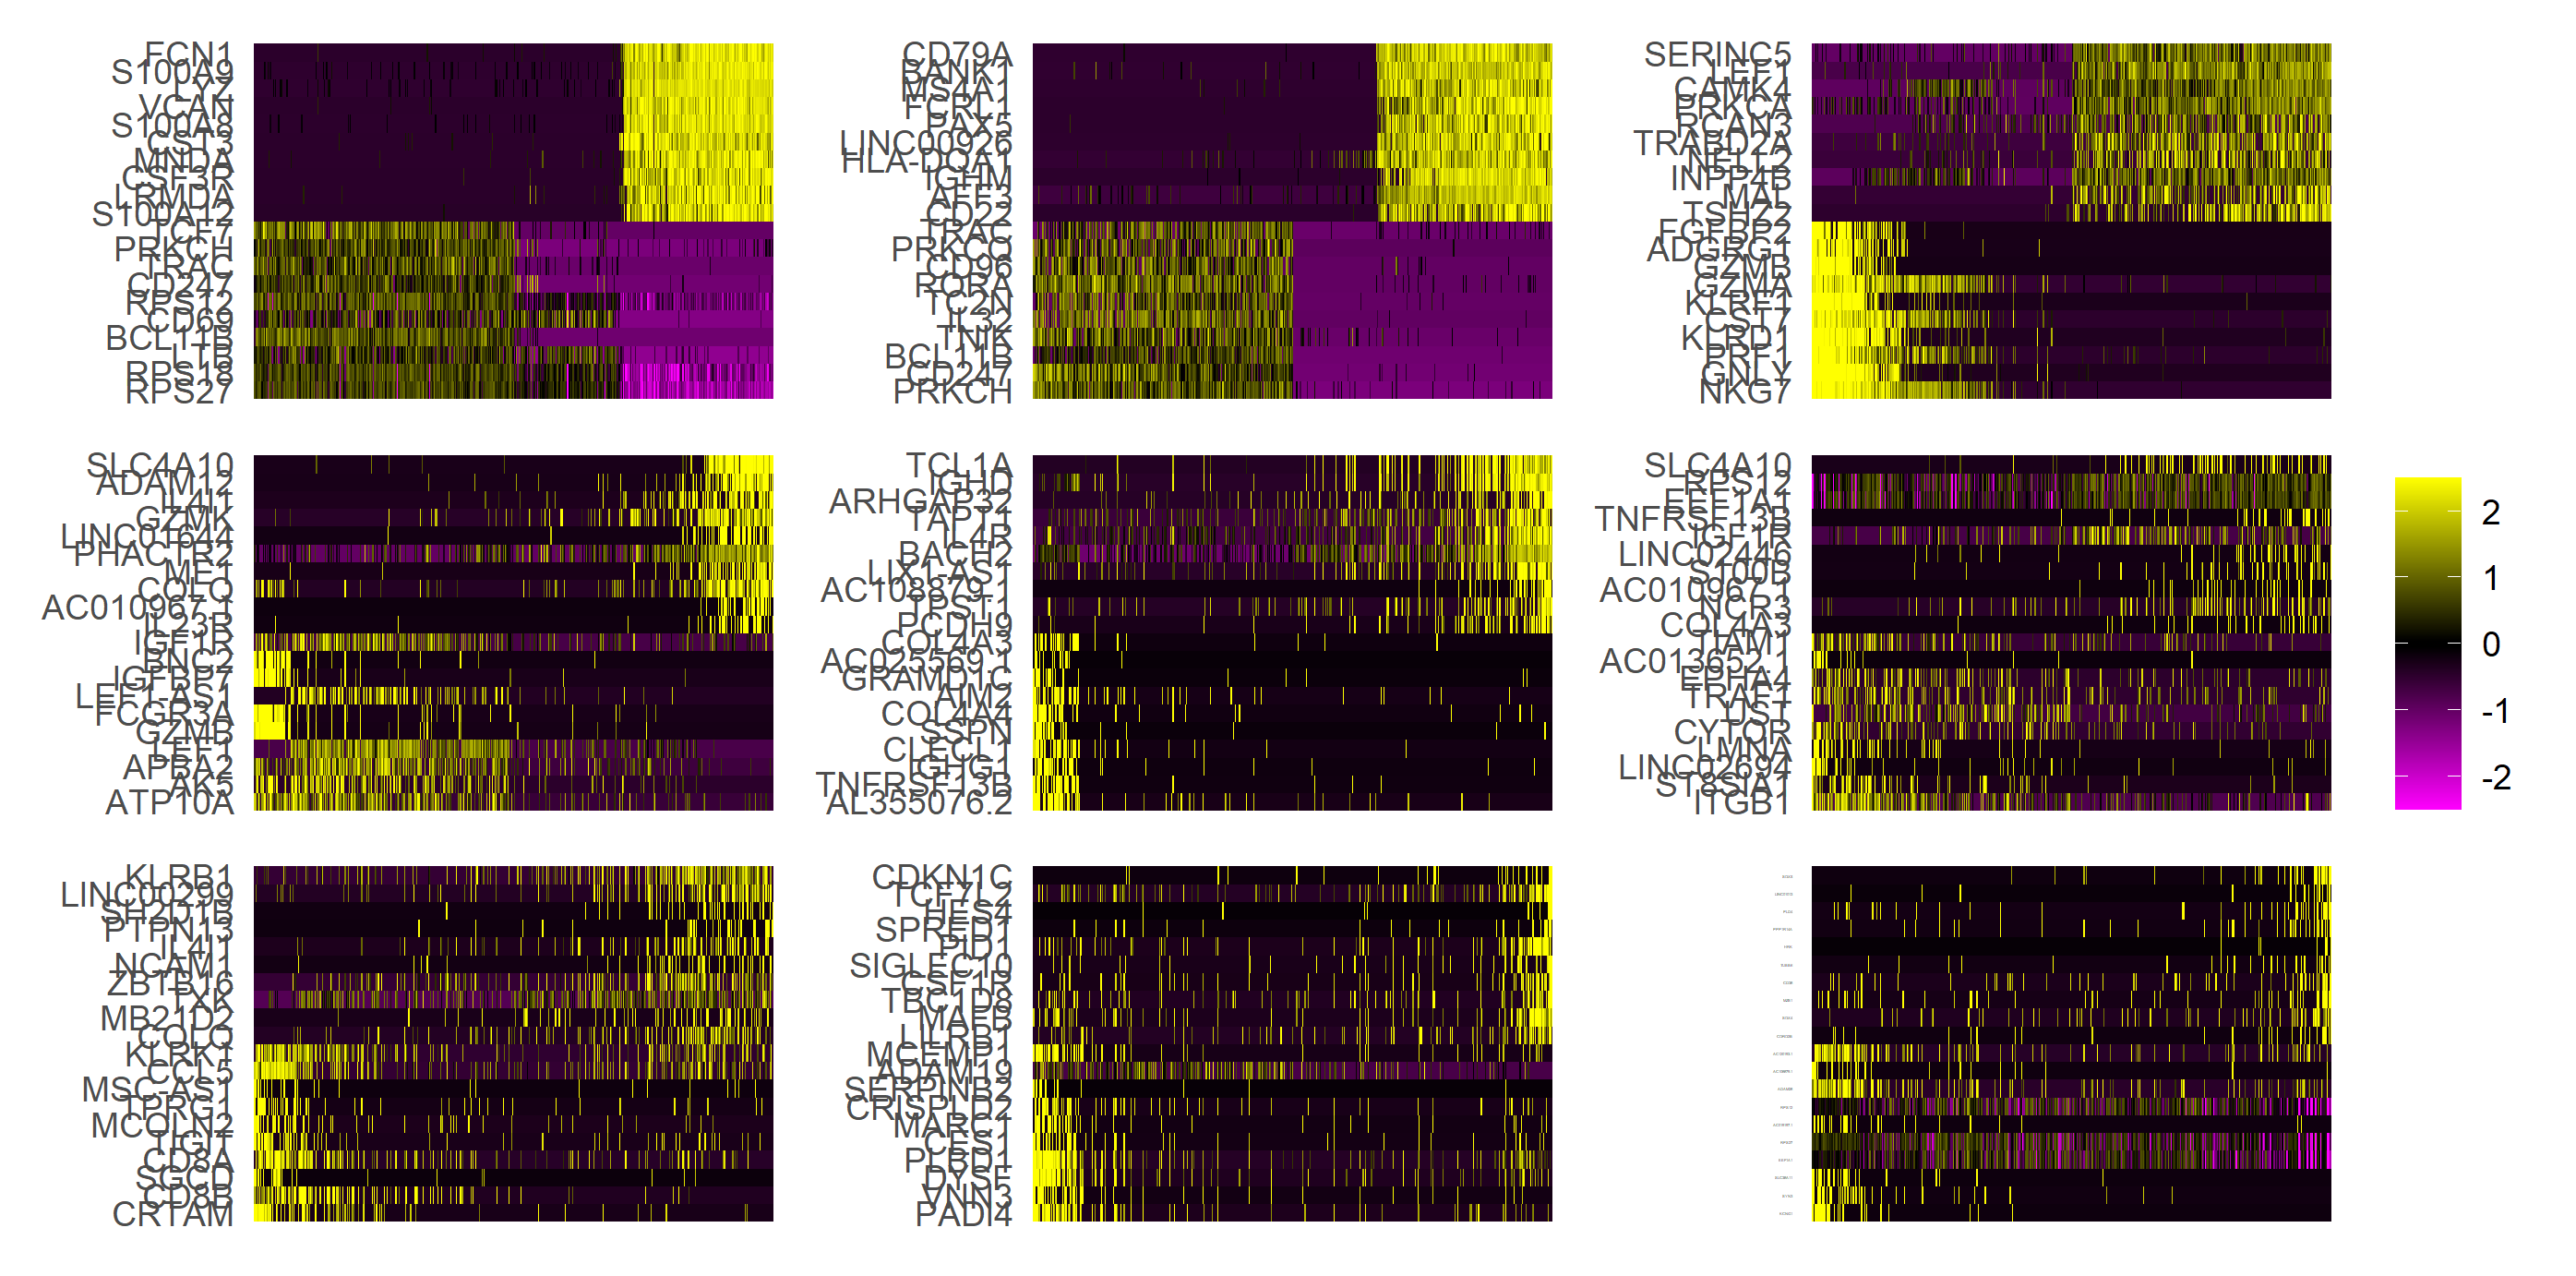 FCN1
S100A9
LYZ
VCAN
S100A8
CST3
MNDA
CSF3R
LRMDA
S100A12
TCF7
PRKCH
TRAC
CD247
RPS12
CD69
BCL11B
LTB
RPS18
RPS27
CD79A
BANK1
MS4A1
FCRL1
PAX5
LINC00926
HLA-DQA1
IGHM
AFF3
CD22
TRAC
PRKCQ
CD96
RORA
TC2N
IL32
TNIK
BCL11B
CD247
PRKCH
SERINC5
LEF1
CAMK4
PRKCA
RCAN3
TRABD2A
NELL2
INPP4B
MAL
TSHZ2
FGFBP2
ADGRG1
GZMB
GZMA
KLRF1
CST7
KLRD1
PRF1
GNLY
NKG7
SLC4A10
ADAM12
IL4I1
GZMK
LINC01644
PHACTR2
ME1
COLQ
AC010967.1
IL23R
IGF1R
BNC2
IGFBP7
LEF1-AS1
FCGR3A
GZMB
LEF1
APBA2
AK5
ATP10A
TCL1A
IGHD
ARHGAP32
TAPT1
IL4R
BACH2
LIX1-AS1
AC108879.1
TPST1
PCDH9
COL4A3
AC025569.1
GRAMD1C
AIM2
COL4A4
SSPN
CLECL1
IGHG1
TNFRSF13B
AL355076.2
SLC4A10
RPS12
EEF1A1
TNFRSF13B
IGF1R
LINC02446
S100B
AC010967.1
NCR3
COL4A3
TIAM1
AC013652.1
EPHA4
TRAF1
UST
CYTOR
LMNA
LINC02694
ST8SIA1
ITGB1
2
1
0
-1
-2
KLRB1
LINC00299
SH2D1B
PTPN13
IL4I1
NCAM1
ZBTB16
TXK
MB21D2
COLQ
KLRK1
CCL5
MSC-AS1
TPRG1
MCOLN2
TIGIT
CD8A
SGCD
CD8B
CRTAM
CDKN1C
TCF7L2
HES4
SPRED1
PID1
SIGLEC10
CSF1R
TBC1D8
MAFB
LILRB1
MCEMP1
ADAM19
SERPINB2
CRISPLD2
MARC1
CES1
PLBD1
DYSF
VNN3
PADI4